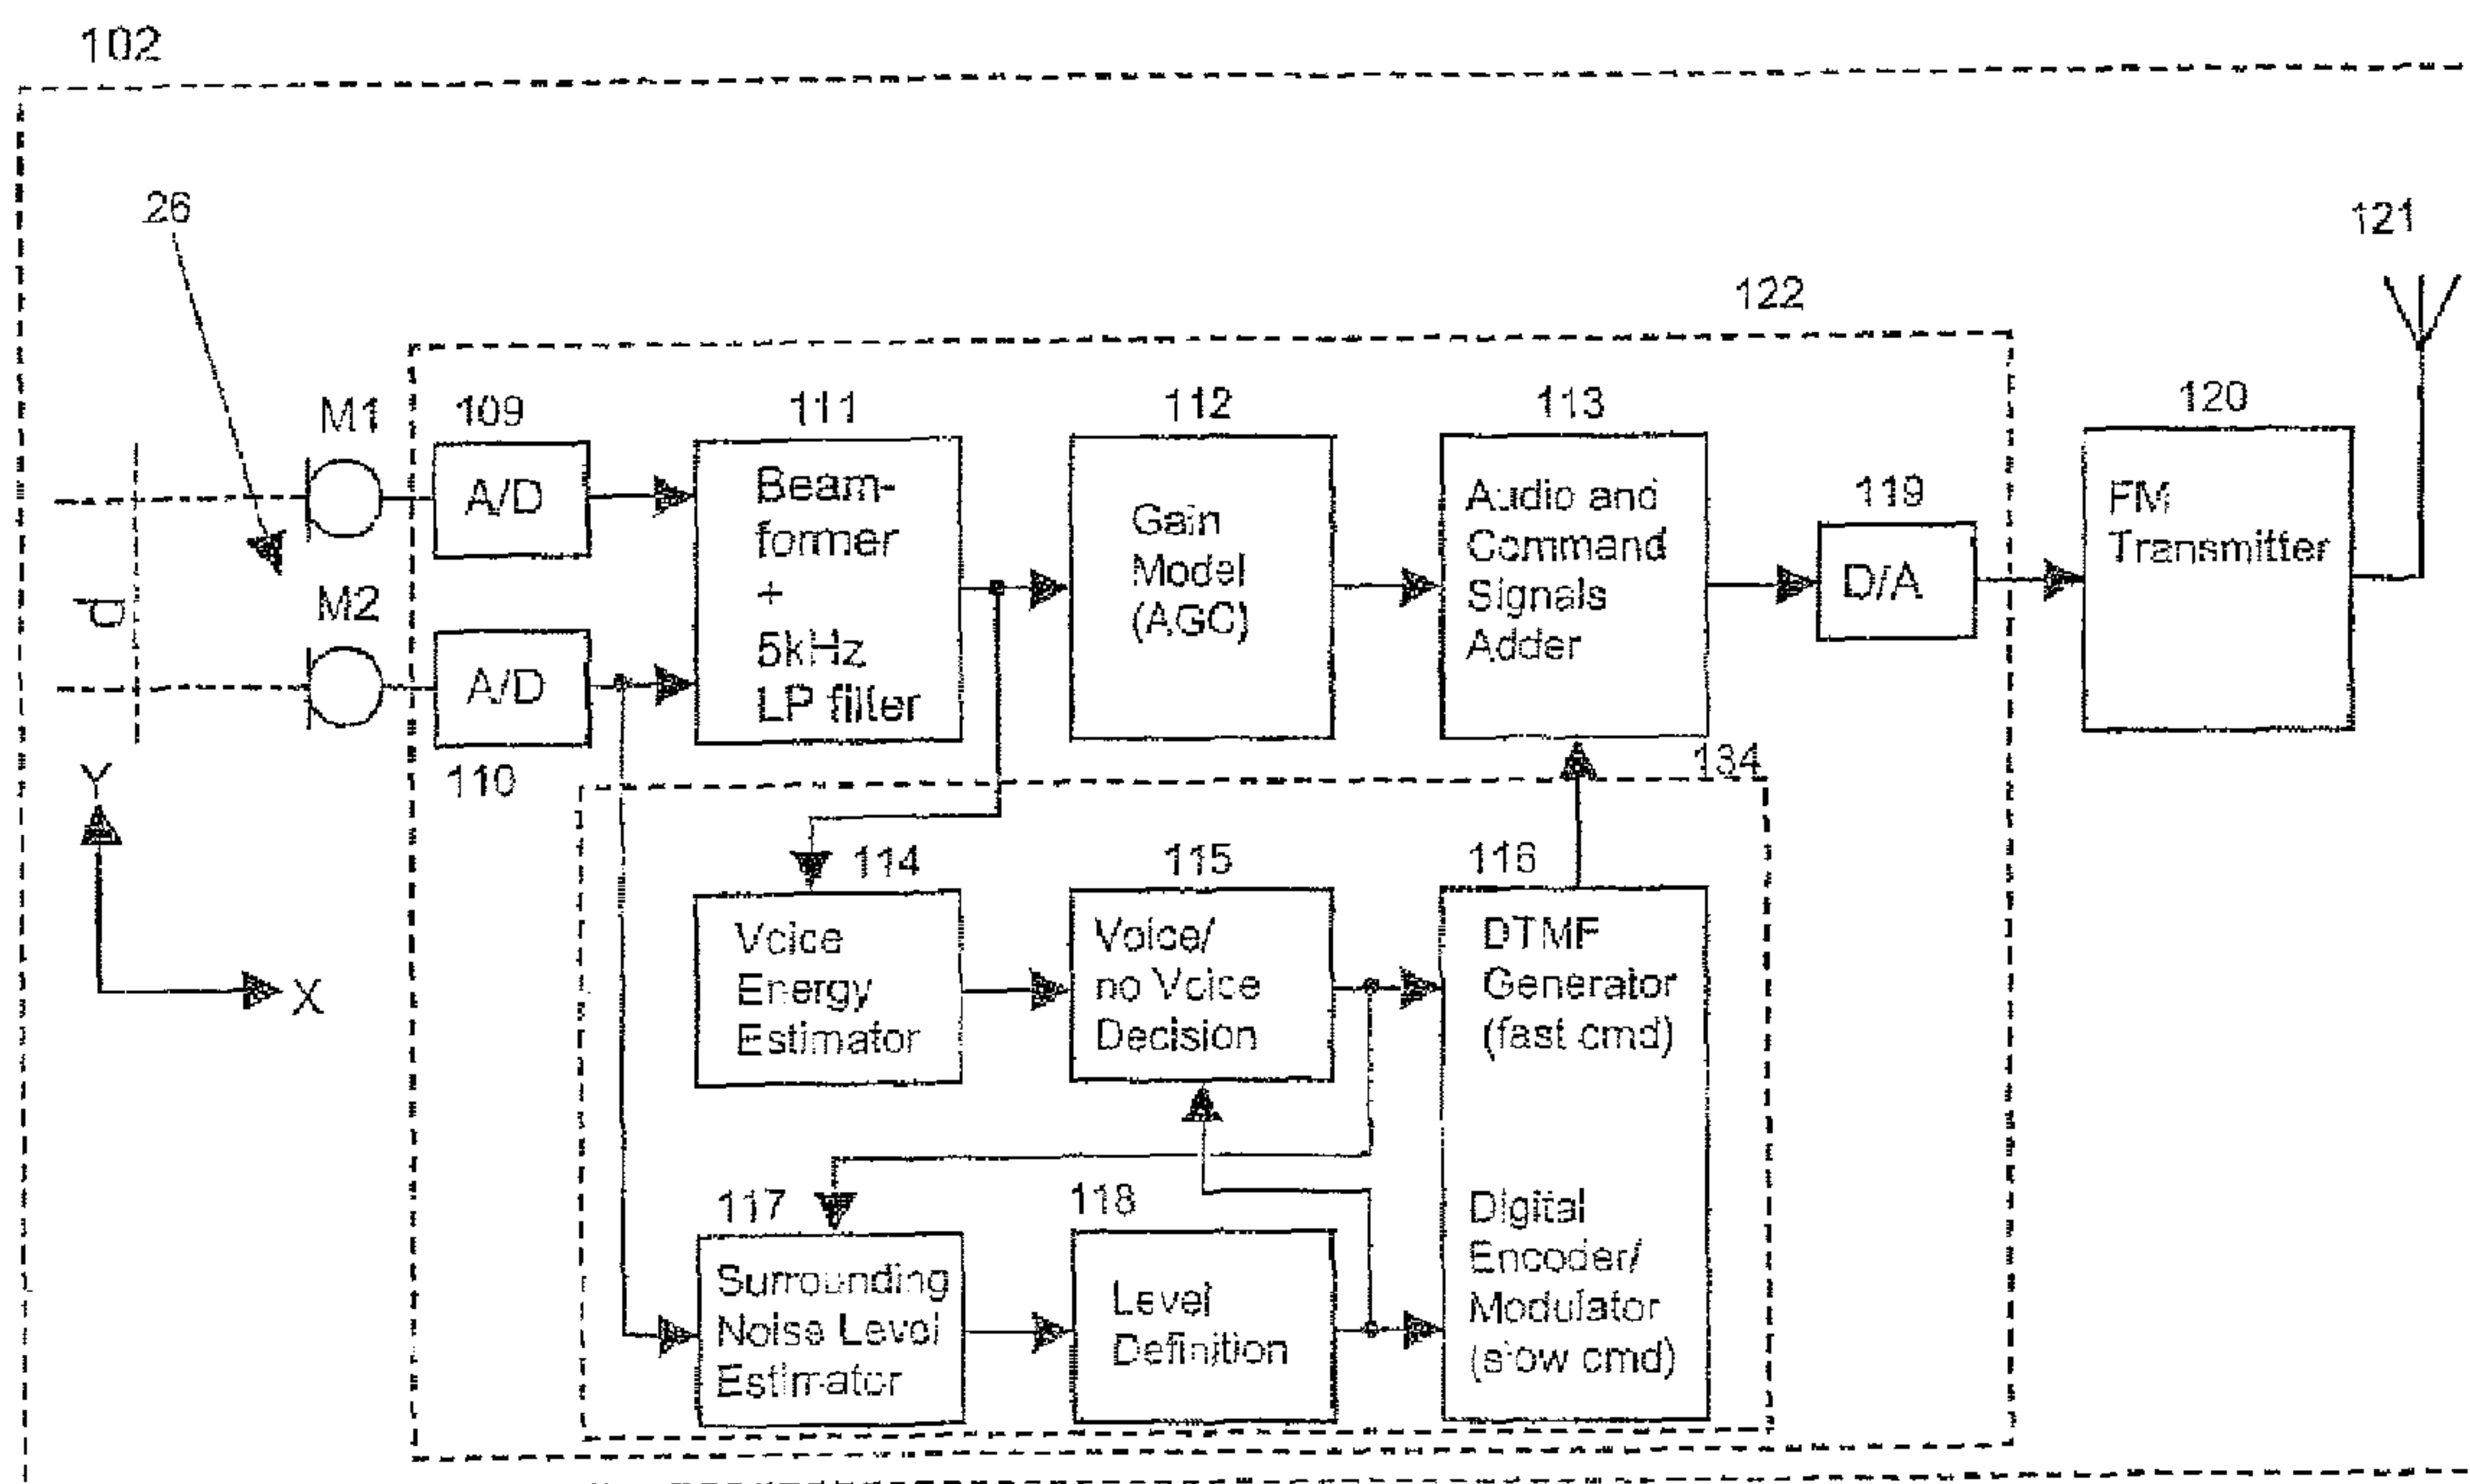 102
26
121
122
M1
109
111
112
113
120
A/D
Beam-
former
+
5kHz
LP filter
Gain
Model
(AGC)
Audio and
Command
Signals
Adder
119
D/A
FM
Transmitter
d
M2
A/D
110
134
Y
X
114
115
116
Voice
Energy
Estimator
Voice/
no Voice
Decision
DTMF
Generator
(fast cmd)
117
118
Surrounding
Noise Level
Estimator
Level
Definition
Digital
Encoder/
Modulator
(slow cmd)